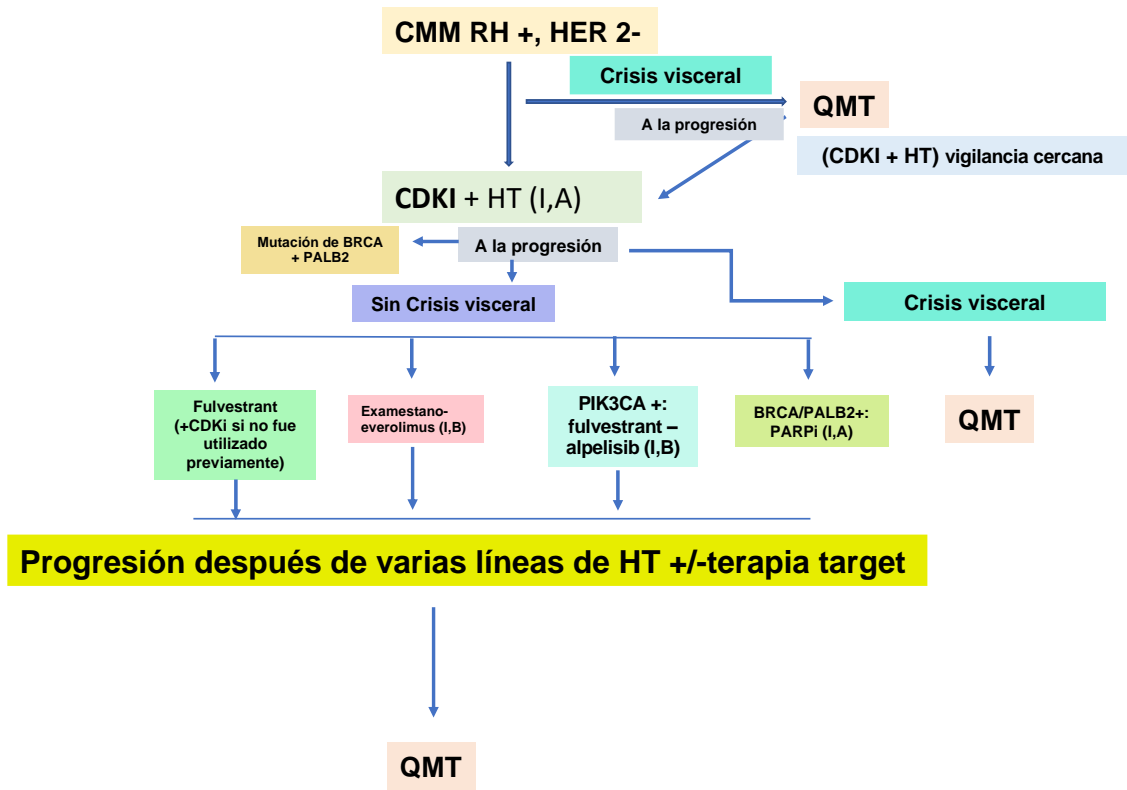 CMM RH +, HER 2-
Crisis visceral
QMT
A la progresión
(CDKI + HT) vigilancia cercana
CDKI + HT (I,A)
Mutación de BRCA
+ PALB2
A la progresión
Sin Crisis visceral
Crisis visceral
Fulvestrant
(+CDKi si no fue
utilizado
previamente)
Examestano-
everolimus (I,B)
PIK3CA +:
fulvestrant –
alpelisib (I,B)
BRCA/PALB2+:
PARPi (I,A)
QMT
Progresión después de varias líneas de HT +/-terapia target
QMT